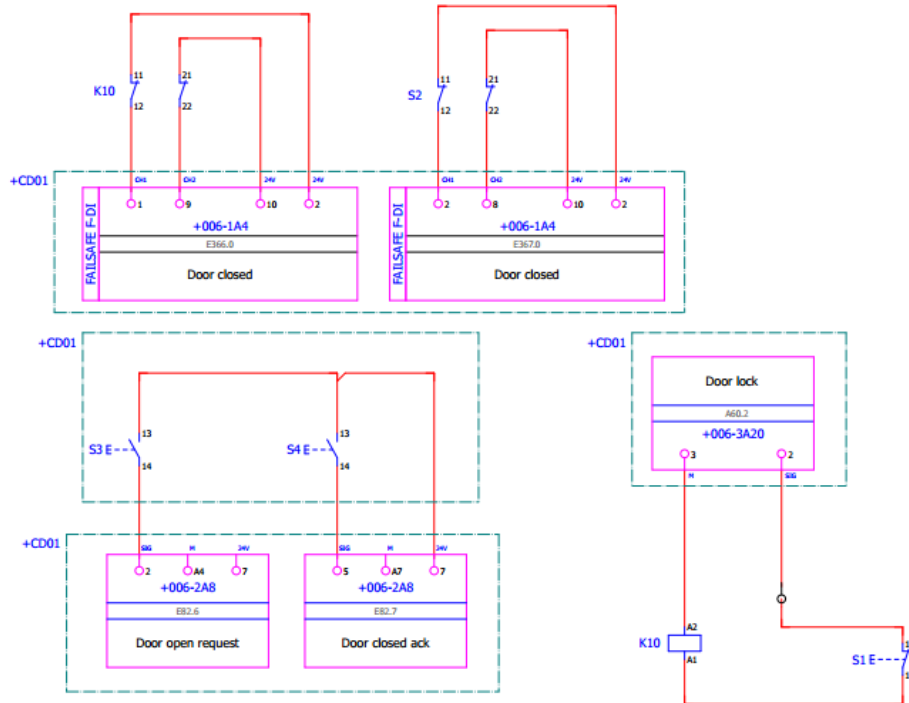 11 21
K10
12 22
11 21
S2
12 22
+CD01
CH1 CH2 24V 24V
1 9 10 2
FAILSAFE F-DI
+006-1A4
E366.0
Door closed
CH1 CH2 24V 24V
2 8 10 2
FAILSAFE F-DI
+006-1A4
E367.0
Door closed
+CD01
13
S3 E
14
13
S4 E
14
+CD01
Door lock
A60.2
+006-3A20
3 2
M SIG
A2
K10
A1
S1 E
+CD01
SIG M 24V
2 A4 7
+006-2A8
E82.6
Door open request
SIG M 24V
5 A7 7
+006-2A8
E82.7
Door closed ack